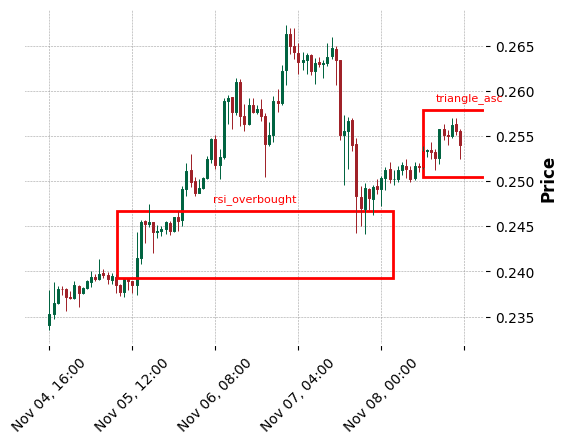 0.265
0.260
triangle_asc
0.255
0.250
rsi_overbought
0.245
0.240
0.235
Price
Nov 04, 16:00
Nov 05, 12:00
Nov 06, 08:00
Nov 07, 04:00
Nov 08, 00:00